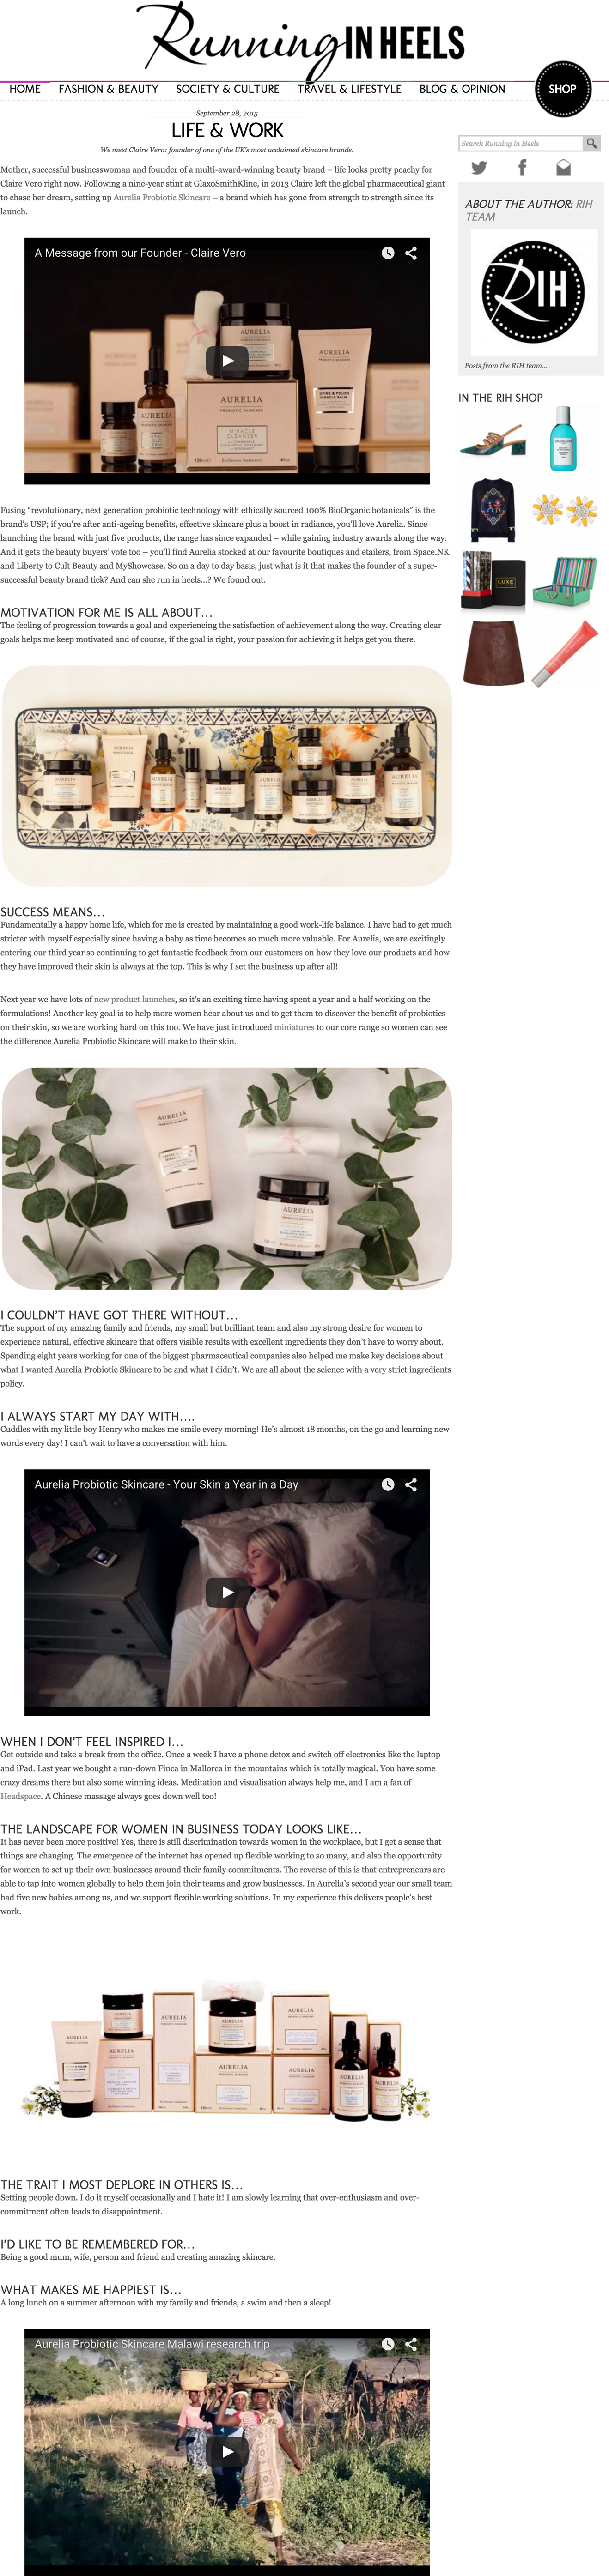 Running IN HEELS
HOME FASHION & BEAUTY SOCIETY & CULTURE TRAVEL & LIFESTYLE BLOG & OPINION SHOP
September 28, 2015
LIFE & WORK
We meet Claire Vero: founder of one of the UK's most acclaimed skincare brands.
Mother, successful businesswoman and founder of a multi-award-winning beauty brand – life looks pretty peachy for
Claire Vero right now. Following a nine-year stint at GlaxoSmithKline, in 2013 Claire left the global pharmaceutical giant
to chase her dream, setting up Aurelia Probiotic Skincare – a brand which has gone from strength to strength since its
launch.
A Message from our Founder - Claire Vero
AURELIA
PROBIOTIC SKINCARE
MIRACLE
CLEANSER
AURELIA
AURELIA
AURELIA
Fusing “revolutionary, next generation probiotic technology with ethically sourced 100% BioOrganic botanicals” is the
brand’s USP; if you’re after anti-ageing benefits, effective skincare plus a boost in radiance, you’ll love Aurelia. Since
launching the brand with just five products, the range has since expanded – while gaining industry awards along the way.
And it gets the beauty buyers’ vote too – you’ll find Aurelia stocked at our favourite boutiques and etailers, from Space.NK
and Liberty to Cult Beauty and MyShowcase. So on a day to day basis, just what is it that makes the founder of a super-
successful beauty brand tick? And can she run in heels…? We found out.
MOTIVATION FOR ME IS ALL ABOUT…
The feeling of progression towards a goal and experiencing the satisfaction of achievement along the way. Creating clear
goals helps me keep motivated and of course, if the goal is right, your passion for achieving it helps get you there.
SUCCESS MEANS…
Fundamentally a happy home life, which for me is created by maintaining a good work-life balance. I have had to get much
stricter with myself especially since having a baby as time becomes so much more valuable. For Aurelia, we are excitingly
entering our third year so continuing to get fantastic feedback from our customers on how they love our products and how
they have improved their skin is always at the top. This is why I set the business up after all!
Next year we have lots of new product launches, so it’s an exciting time having spent a year and a half working on the
formulations! Another key goal is to help more women hear about us and to get them to discover the benefit of probiotics
on their skin, so we are working hard on this too. We have just introduced miniatures to our core range so women can see
the difference Aurelia Probiotic Skincare will make to their skin.
AURELIA
AURELIA
I COULDN’T HAVE GOT THERE WITHOUT…
The support of my amazing family and friends, my small but brilliant team and also my strong desire for women to
experience natural, effective skincare that offers visible results with excellent ingredients they don’t have to worry about.
Spending eight years working for one of the biggest pharmaceutical companies also helped me make key decisions about
what I wanted Aurelia Probiotic Skincare to be and what I didn’t. We are all about the science with a very strict ingredients
policy.
I ALWAYS START MY DAY WITH….
Cuddles with my little boy Henry who makes me smile every morning! He’s almost 18 months, on the go and learning new
words every day! I can’t wait to have a conversation with him.
Aurelia Probiotic Skincare - Your Skin a Year in a Day
WHEN I DON’T FEEL INSPIRED I…
Get outside and take a break from the office. Once a week I have a phone detox and switch off electronics like the laptop
and iPad. Last year we bought a run-down Finca in Mallorca in the mountains which is totally magical. You have some
crazy dreams there but also some winning ideas. Meditation and visualisation always help me, and I am a fan of
Headspace. A Chinese massage always goes down well too!
THE LANDSCAPE FOR WOMEN IN BUSINESS TODAY LOOKS LIKE…
It has never been more positive! Yes, there is still discrimination towards women in the workplace, but I get a sense that
things are changing. The emergence of the internet has opened up flexible working to so many, and also the opportunity
for women to set up their own businesses around their family commitments. The reverse of this is that entrepreneurs are
able to tap into women globally to help them join their teams and grow businesses. In Aurelia’s second year our small team
had five new babies among us, and we support flexible working solutions. In my experience this delivers people’s best
work.
AURELIA
AURELIA
AURELIA
AURELIA
THE TRAIT I MOST DEPLORE IN OTHERS IS…
Setting people down. I do it myself occasionally and I hate it! I am slowly learning that over-enthusiasm and over-
commitment often leads to disappointment.
I’D LIKE TO BE REMEMBERED FOR…
Being a good mum, wife, person and friend and creating amazing skincare.
WHAT MAKES ME HAPPIEST IS…
A long lunch on a summer afternoon with my family and friends, a swim and then a sleep!
Aurelia Probiotic Skincare Malawi research trip
Search Running in Heels
ABOUT THE AUTHOR: RIH
TEAM
RIH
Posts from the RIH team...
IN THE RIH SHOP
LUXE